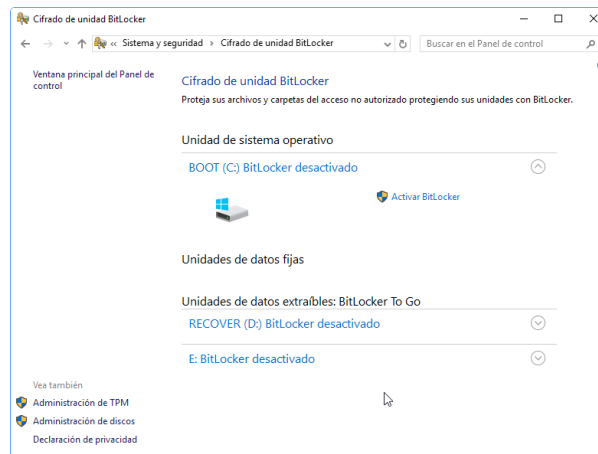 Cifrado de unidad BitLocker
« Sistema y seguridad › Cifrado de unidad BitLocker
Buscar en el Panel de control
Ventana principal del Panel de
control
Cifrado de unidad BitLocker
Proteja sus archivos y carpetas del acceso no autorizado protegiendo sus unidades con BitLocker.
Unidad de sistema operativo
BOOT (C:) BitLocker desactivado
Activar BitLocker
Unidades de datos fijas
Unidades de datos extraíbles: BitLocker To Go
RECOVER (D:) BitLocker desactivado
E: BitLocker desactivado
Vea también
Administración de TPM
Administración de discos
Declaración de privacidad